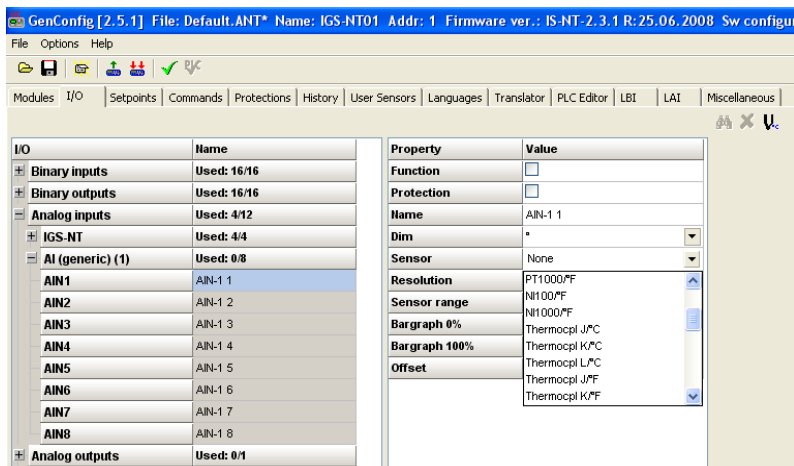 GenConfig [2.5.1] File: Default.ANT* Name: IGS-NT01 Addr: 1 Firmware ver.: IS-NT-2.3.1 R:25.06.2008 Sw configu
File Options Help
Modules I/O Setpoints Commands Protections History User Sensors Languages Translator PLC Editor LBI LAI Miscellaneous
I/O Name
Binary inputs Used: 16/16
Binary outputs Used: 16/16
Analog inputs Used: 4/12
IGS-NT Used: 4/4
AI (generic) (1) Used: 0/8
AIN1 AIN-1 1
AIN2 AIN-1 2
AIN3 AIN-1 3
AIN4 AIN-1 4
AIN5 AIN-1 5
AIN6 AIN-1 6
AIN7 AIN-1 7
AIN8 AIN-1 8
Analog outputs Used: 0/1
Property Value
Function
Protection
Name AIN-1 1
Dim °
Sensor None
Resolution
Sensor range
Bargraph 0%
Bargraph 100%
Offset
PT1000/°F
NI100/°F
NI1000/°F
Thermocpl J/°C
Thermocpl K/°C
Thermocpl L/°C
Thermocpl J/°F
Thermocpl K/°F